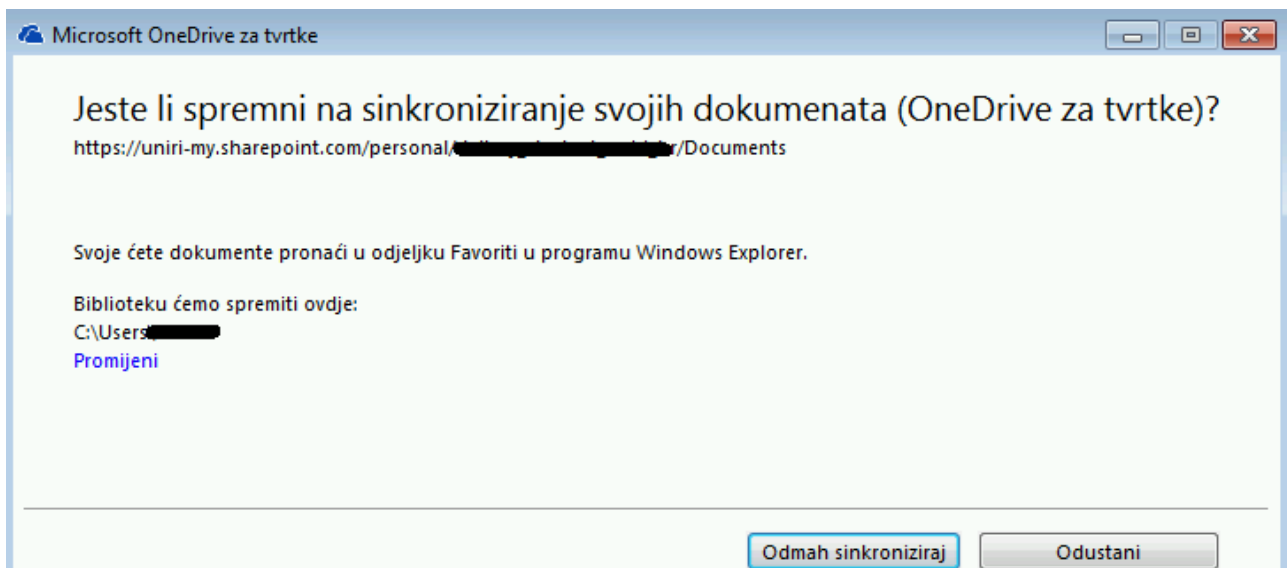 Microsoft OneDrive za tvrtke
Jeste li spremni na sinkroniziranje svojih dokumenata (OneDrive za tvrtke)?
https://uniri-my.sharepoint.com/personal/ r/Documents
Svoje ćete dokumente pronaći u odjeljku Favoriti u programu Windows Explorer.
Biblioteku ćemo spremiti ovdje:
C:\Users\
Promijeni
Odmah sinkroniziraj Odustani